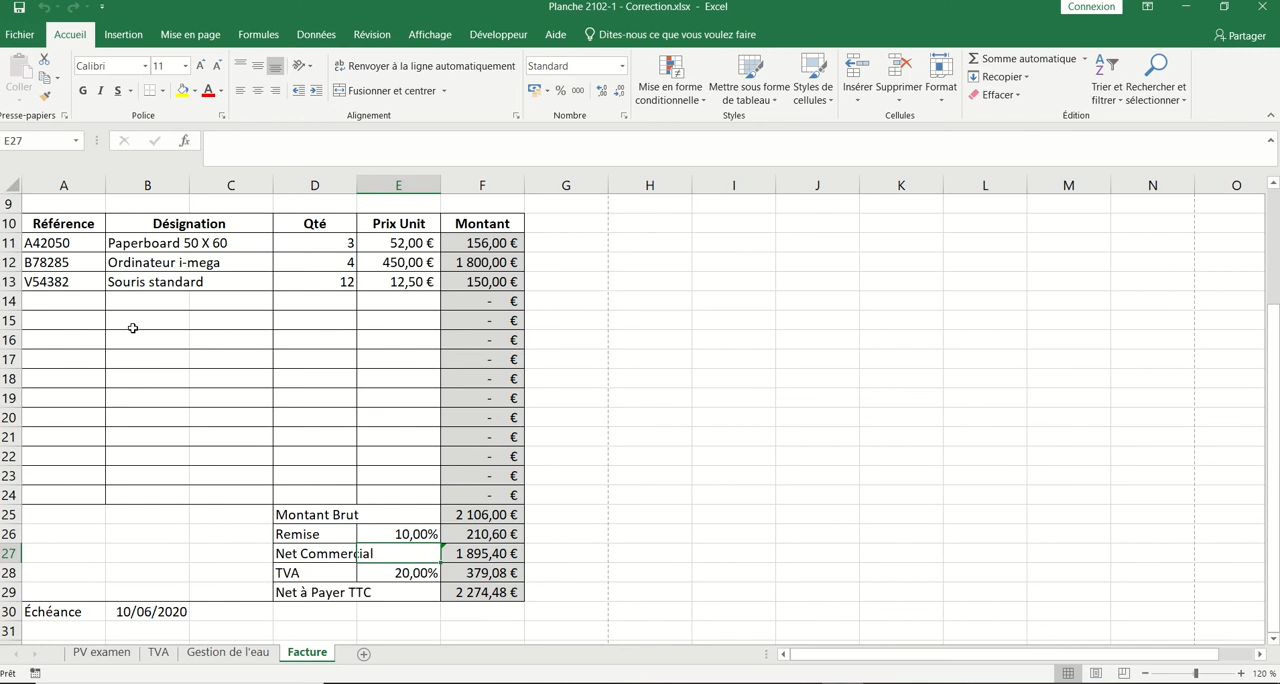 Planche 2102-1 - Correction.xlsx - Excel
Connexion
Fichier Accueil Insertion Mise en page Formules Données Révision Affichage Développeur Aide Dites-nous ce que vous voulez faire Partager
Coller
Calibri 11
G I S
Renvoyer à la ligne automatiquement
Fusionner et centrer
Standard
% 000
Mise en forme conditionnelle
Mettre sous forme de tableau
Styles de cellules
Insérer Supprimer Format
Somme automatique
Recopier
Effacer
Trier et filtrer
Rechercher et sélectionner
Presse-papiers Police Alignement Nombre Styles Cellules Édition
E27 fx
A B C D E F G H I J K L M N O
9
10 Référence Désignation Qté Prix Unit Montant
11 A42050 Paperboard 50 X 60 3 52,00 € 156,00 €
12 B78285 Ordinateur i-mega 4 450,00 € 1 800,00 €
13 V54382 Souris standard 12 12,50 € 150,00 €
14 - €
15 - €
16 - €
17 - €
18 - €
19 - €
20 - €
21 - €
22 - €
23 - €
24 - €
25 Montant Brut 2 106,00 €
26 Remise 10,00% 210,60 €
27 Net Commercial 1 895,40 €
28 TVA 20,00% 379,08 €
29 Net à Payer TTC 2 274,48 €
30 Échéance 10/06/2020
31
PV examen TVA Gestion de l'eau Facture
Prêt 120 %